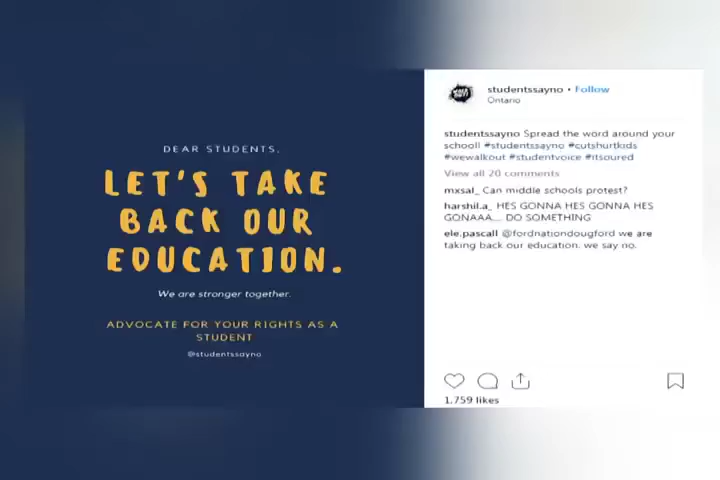 DEAR STUDENTS,
LET'S TAKE
BACK OUR
EDUCATION.
We are stronger together.
ADVOCATE FOR YOUR RIGHTS AS A
STUDENT
@studentssayno
studentssayno • Follow
Ontario
studentssayno Spread the word around your
school! #studentssayno #cutshurtkids
#wewalkout #studentvoice #itsoured
View all 20 comments
mxsal_ Can middle schools protest?
harshil.a_ HES GONNA HES GONNA HES
GONAAA.... DO SOMETHING
ele.pascall @fordnationdougford we are
taking back our education. we say no.
1,759 likes